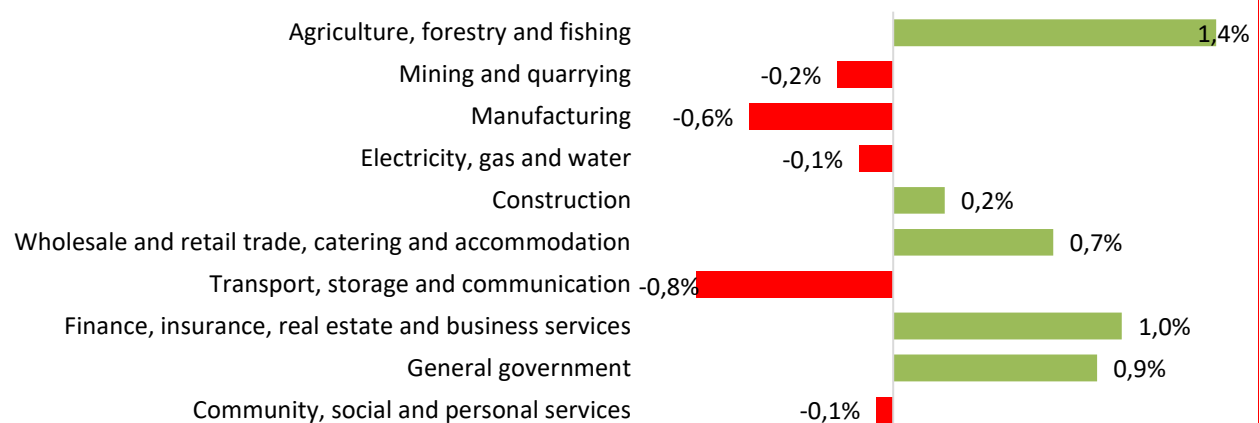 Agriculture, forestry and fishing 1,4%
Mining and quarrying -0,2%
Manufacturing -0,6%
Electricity, gas and water -0,1%
Construction 0,2%
Wholesale and retail trade, catering and accommodation 0,7%
Transport, storage and communication -0,8%
Finance, insurance, real estate and business services 1,0%
General government 0,9%
Community, social and personal services -0,1%